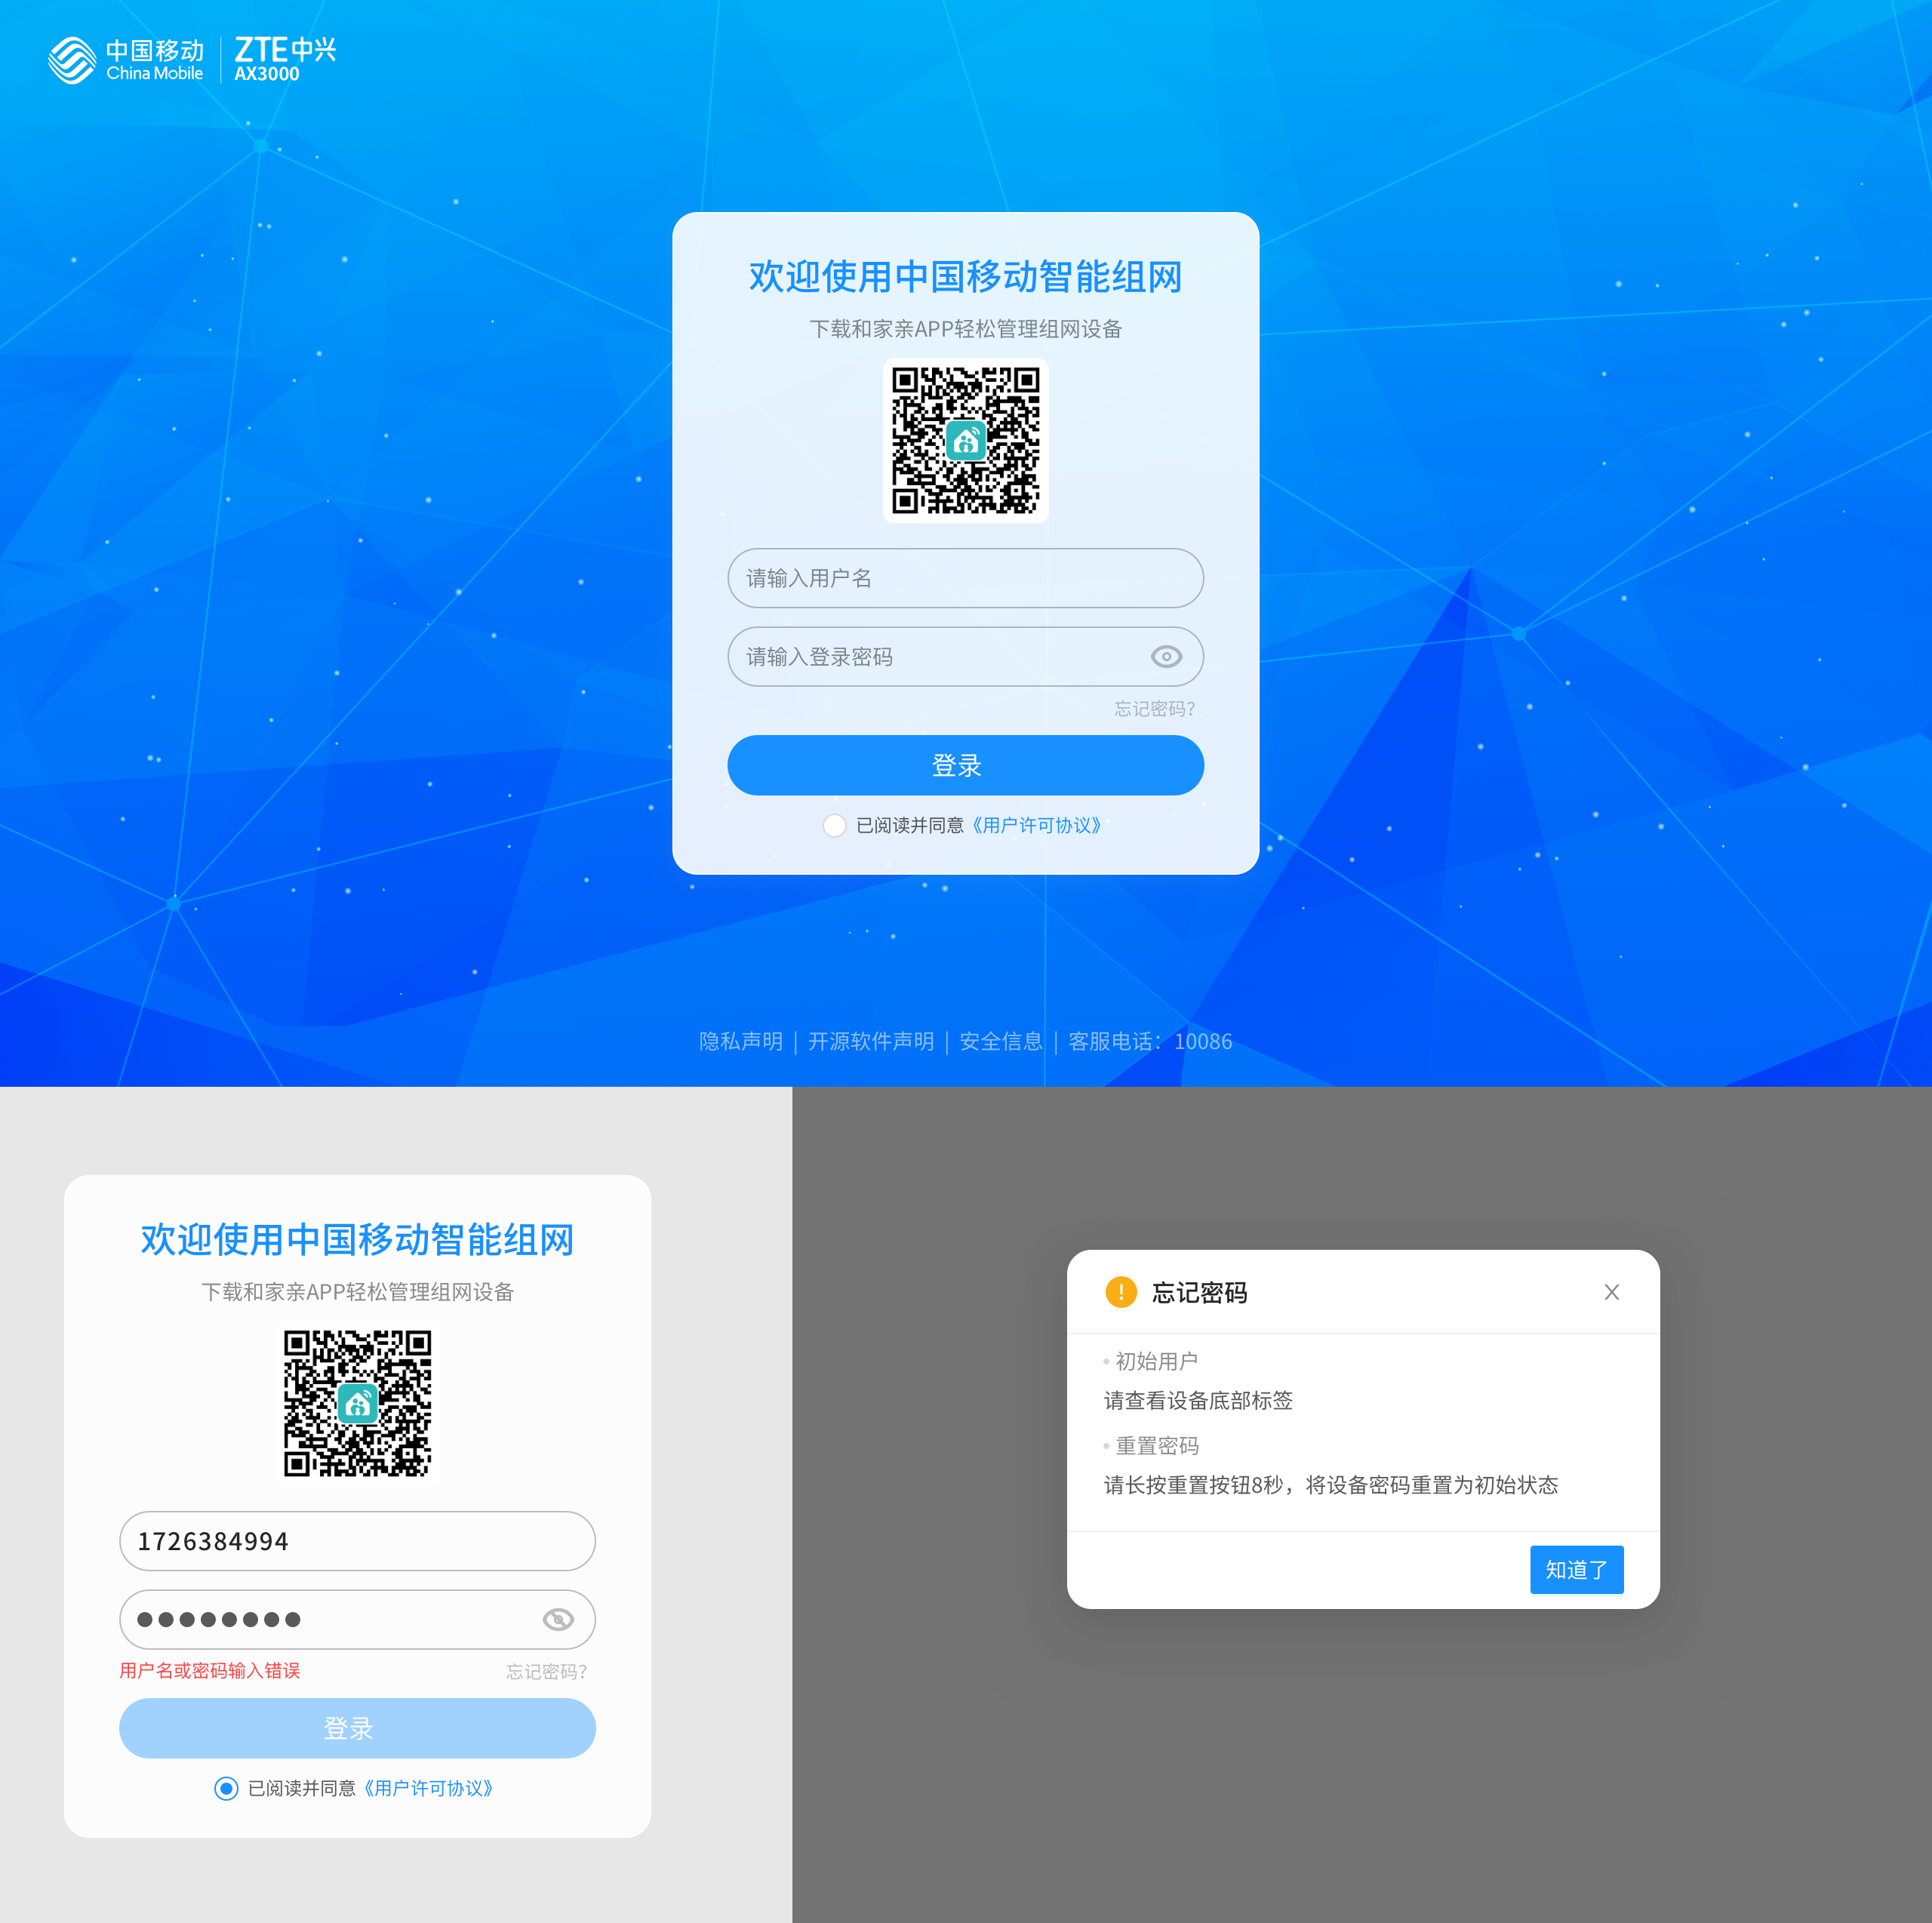 中国移动
China Mobile
ZTE中兴
AX3000
欢迎使用中国移动智能组网
下载和家亲APP轻松管理组网设备
请输入用户名
请输入登录密码
忘记密码?
登录
已阅读并同意《用户许可协议》
隐私声明 | 开源软件声明 | 安全信息 | 客服电话：10086
欢迎使用中国移动智能组网
下载和家亲APP轻松管理组网设备
1726384994
用户名或密码输入错误 忘记密码?
登录
已阅读并同意《用户许可协议》
忘记密码
初始用户
请查看设备底部标签
重置密码
请长按重置按钮8秒，将设备密码重置为初始状态
知道了